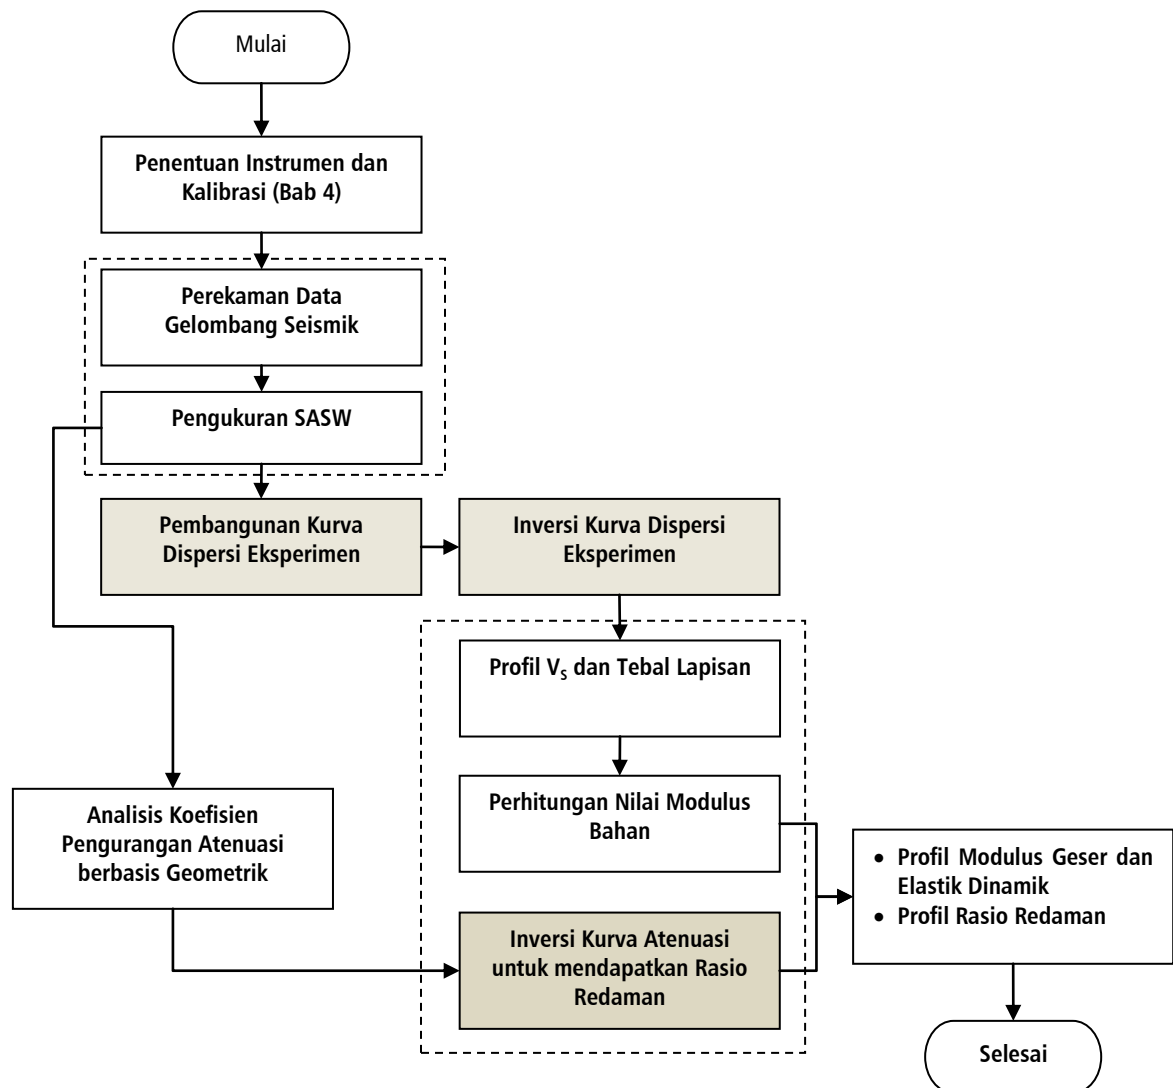 Mulai
Penentuan Instrumen dan
Kalibrasi (Bab 4)
Perekaman Data
Gelombang Seismik
Pengukuran SASW
Pembangunan Kurva
Dispersi Eksperimen
Inversi Kurva Dispersi
Eksperimen
Profil Vs dan Tebal Lapisan
Perhitungan Nilai Modulus
Bahan
Analisis Koefisien
Pengurangan Atenuasi
berbasis Geometrik
Inversi Kurva Atenuasi
untuk mendapatkan Rasio
Redaman
• Profil Modulus Geser dan
Elastik Dinamik
• Profil Rasio Redaman
Selesai